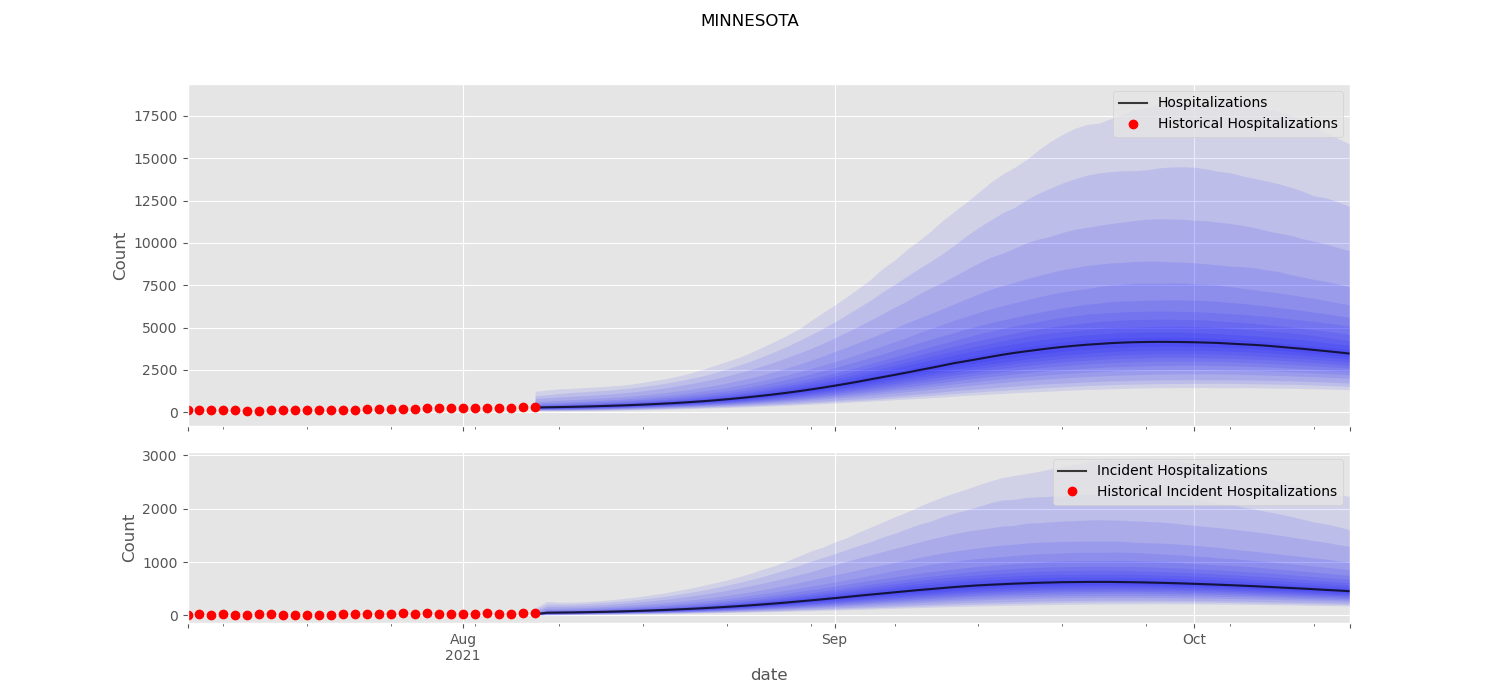 MINNESOTA
17500
15000
12500
10000
7500
5000
2500
0
Count
Hospitalizations
Historical Hospitalizations
3000
2000
1000
0
Count
Incident Hospitalizations
Historical Incident Hospitalizations
Aug
2021
Sep
Oct
date